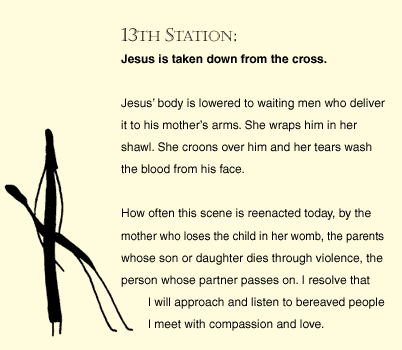 13TH STATION:
Jesus is taken down from the cross.
Jesus' body is lowered to waiting men who deliver
it to his mother's arms. She wraps him in her
shawl. She croons over him and her tears wash
the blood from his face.
How often this scene is reenacted today, by the
mother who loses the child in her womb, the parents
whose son or daughter dies through violence, the
person whose partner passes on. I resolve that
I will approach and listen to bereaved people
I meet with compassion and love.